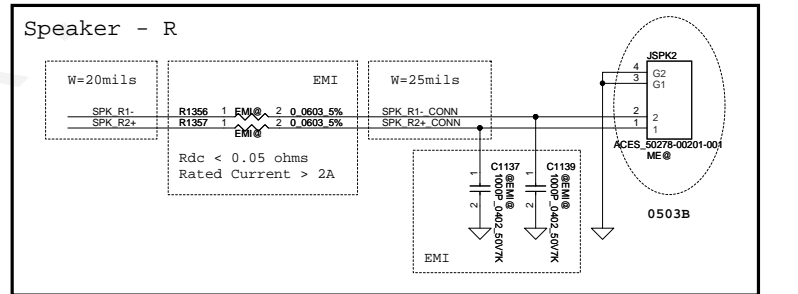 Speaker - R
JSPK2
W=20mils
EMI
W=25mils
4 G2
3 G1
SPK_R1- R1356 1 EMI@ 2 0_0603_5% SPK_R1-_CONN 2 2
SPK_R2+ R1357 1 EMI@ 2 0_0603_5% SPK_R2+_CONN 1 1
ACES_50278-00201-001
ME@
Rdc < 0.05 ohms
Rated Current > 2A
C1137
1 2
@EMI@
1000P_0402_50V7K
C1139
1 2
@EMI@
1000P_0402_50V7K
0503B
EMI